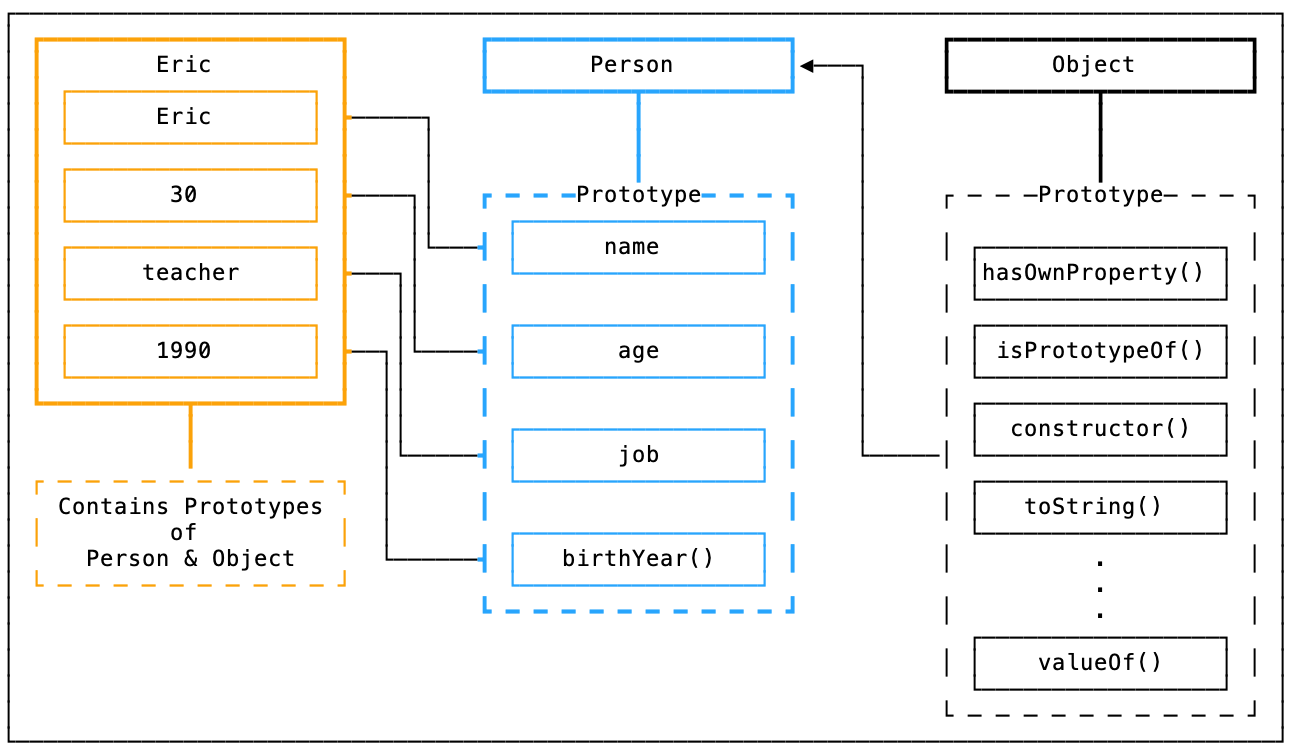 Eric
Eric
30
teacher
1990
Contains Prototypes
of
Person & Object
Person
Prototype
name
age
job
birthYear()
Object
Prototype
hasOwnProperty()
isPrototypeOf()
constructor()
toString()
.
.
.
valueOf()